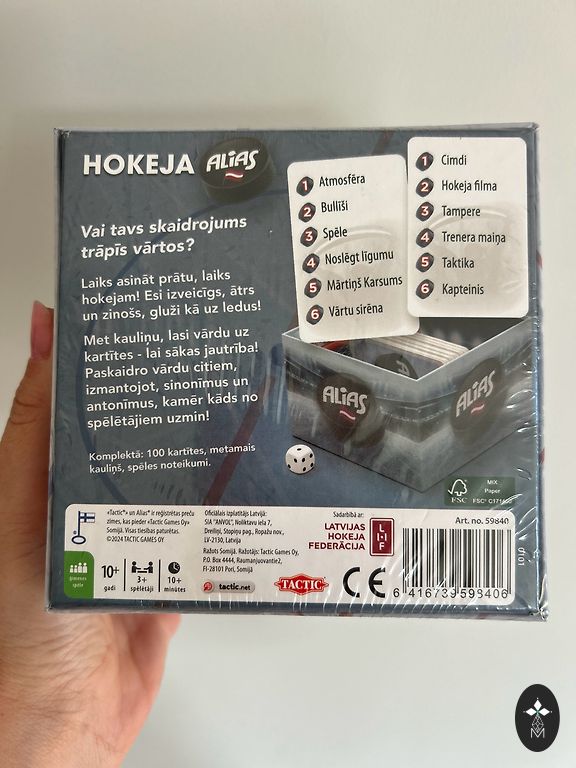 HOKEJA ALIAS
Vai tavs skaidrojums
trāpīs vārtos?
Laiks asināt prātu, laiks
hokejam! Esi izveicīgs, ātrs
un zinošs, gluži kā uz ledus!
Met kauliņu, lasi vārdu uz
kartītes - lai sākas jautrība!
Paskaidro vārdu citiem,
izmantojot, sinonīmus un
antonīmus, kamēr kāds no
spēlētājiem uzmin!
Komplektā: 100 kartītes, metamais
kauliņš, spēles noteikumi.
1 Atmosfēra
2 Bullīši
3 Spēle
4 Noslēgt līgumu
5 Mārtiņš Karsums
6 Vārtu sirēna
1 Cimdi
2 Hokeja filma
3 Tampere
4 Trenera maiņa
5 Taktika
6 Kapteinis
ALIAS
ALIAS
FSC
MIX
Paper
«Tactic®» un Alias® ir reģistrētas preču
zīmes, kas pieder «Tactic Games Oy»
Somijā. Visas tiesības paturētas.
©2024 TACTIC GAMES OY
Oficiālais izplatītājs Latvijā:
SIA "ANVOL", Noliktavu iela 7,
Dreiliņi, Stopiņu pag., Ropažu nov.,
LV-2130, Latvija
Ražots Somijā. Ražotājs: Tactic Games OY,
P.O. Box 4444, Raumanjuovantie2,
FI-28101 Pori, Somijā
Sadarbībā ar:
LATVIJAS
HOKEJA
FEDERĀCIJA
LHF
Art. no. 59840
ģimenes
spēle
10+
gadi
3+
spēlētāji
10+
minūtes
tactic.net
TACTIC
CE
6 416739 598406
M